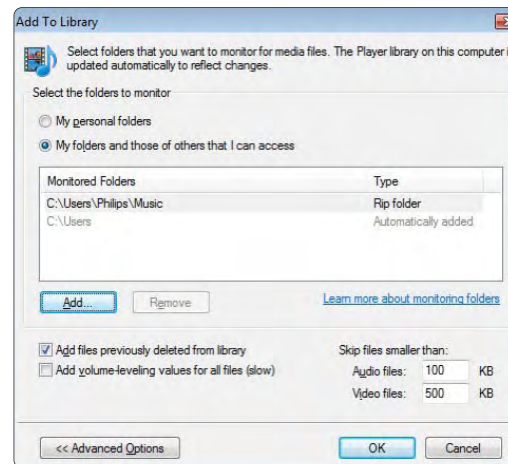 Add To Library
Select folders that you want to monitor for media files. The Player library on this computer
updated automatically to reflect changes.
Select the folders to monitor
My personal folders
My folders and those of others that I can access
Monitored Folders Type
C:\Users\Philips\Music Rip folder
C:\Users Automatically added
Add... Remove Learn more about monitoring folders
Add files previously deleted from library Skip files smaller than:
Add volume-leveling values for all files (slow) Audio files: 100 KB
Video files: 500 KB
<< Advanced Options OK Cancel